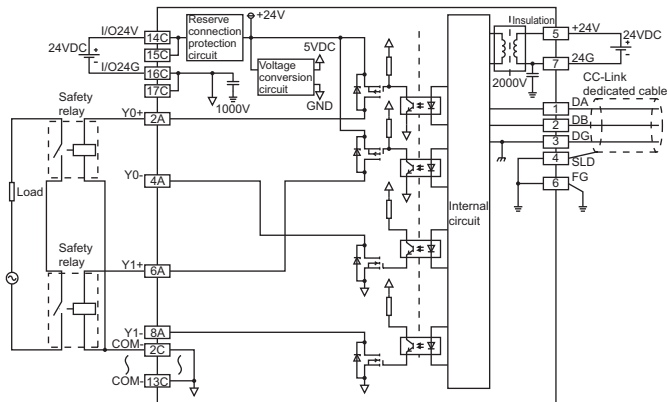 I/O24V
14C
15C
24VDC
I/O24G
16C
17C
Reserve
connection
protection
circuit
+24V
5VDC
Voltage
conversion
circuit
GND
1000V
Safety
relay
Y0+
2A
Y0-
4A
Load
Safety
relay
Y1+
6A
Y1-
8A
COM-
2C
COM-
13C
Internal
circuit
Insulation
2000V
5
+24V
24VDC
7
24G
CC-Link
dedicated cable
1
DA
2
DB
3
DG
4
SLD
6
FG